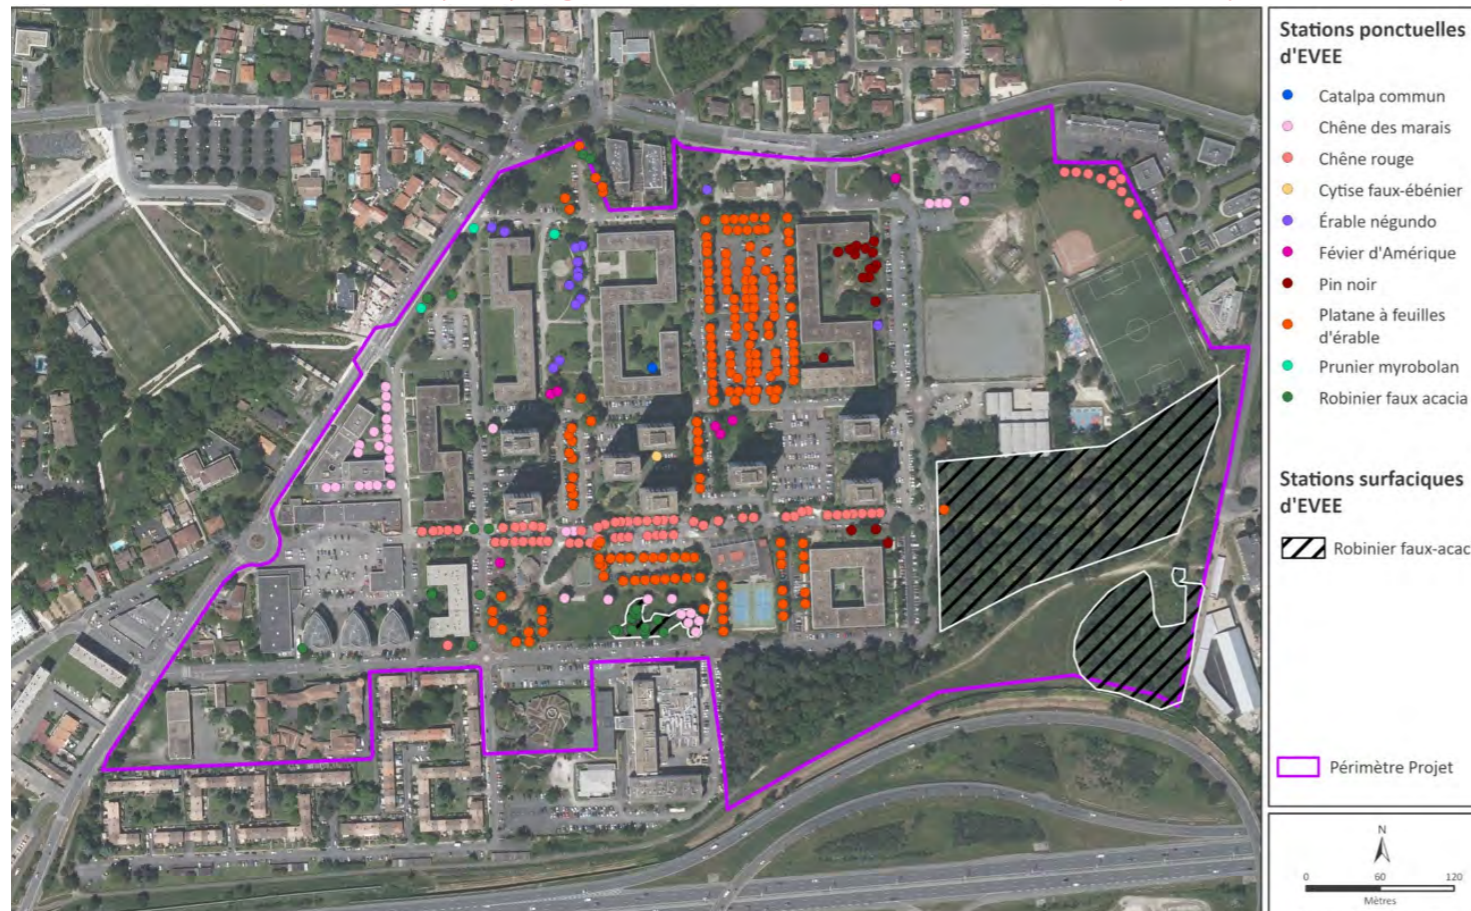 Stations ponctuelles
d'EVEE
Catalpa commun
Chêne des marais
Chêne rouge
Cytise faux-ébénier
Érable négundo
Févier d'Amérique
Pin noir
Platane à feuilles
d'érable
Prunier myrobolan
Robinier faux acacia
Stations surfaciques
d'EVEE
Robinier faux-acac
Périmètre Projet
N
0 60 120
Mètres